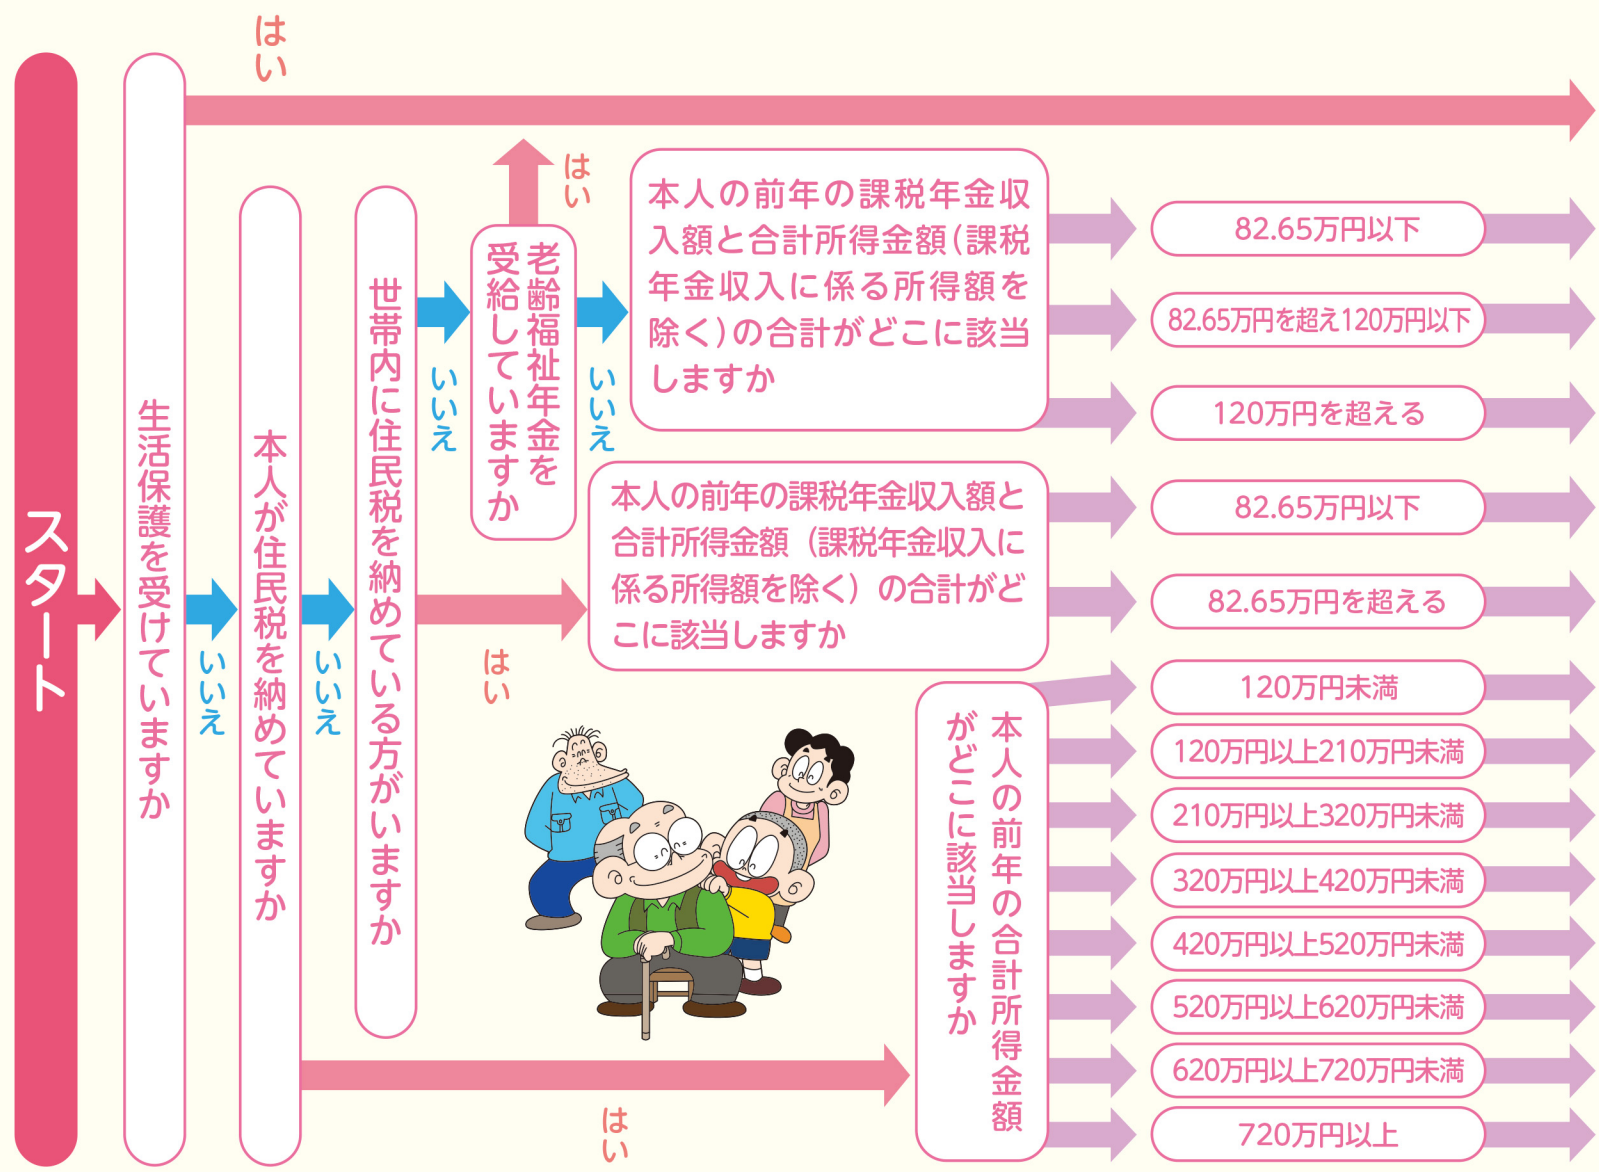 スタート
生活保護を受けていますか
はい
いいえ
本人が住民税を納めていますか
いいえ
はい
世帯内に住民税を納めている方がいますか
いいえ
はい
老齢福祉年金を
受給していますか
はい
いいえ
本人の前年の課税年金収
入額と合計所得金額(課税
年金収入に係る所得額を
除く)の合計がどこに該当
しますか
82.65万円以下
82.65万円を超え120万円以下
120万円を超える
本人の前年の課税年金収入額と
合計所得金額（課税年金収入に
係る所得額を除く）の合計がど
こに該当しますか
82.65万円以下
82.65万円を超える
本人の前年の合計所得金額
がどこに該当しますか
120万円未満
120万円以上210万円未満
210万円以上320万円未満
320万円以上420万円未満
420万円以上520万円未満
520万円以上620万円未満
620万円以上720万円未満
720万円以上